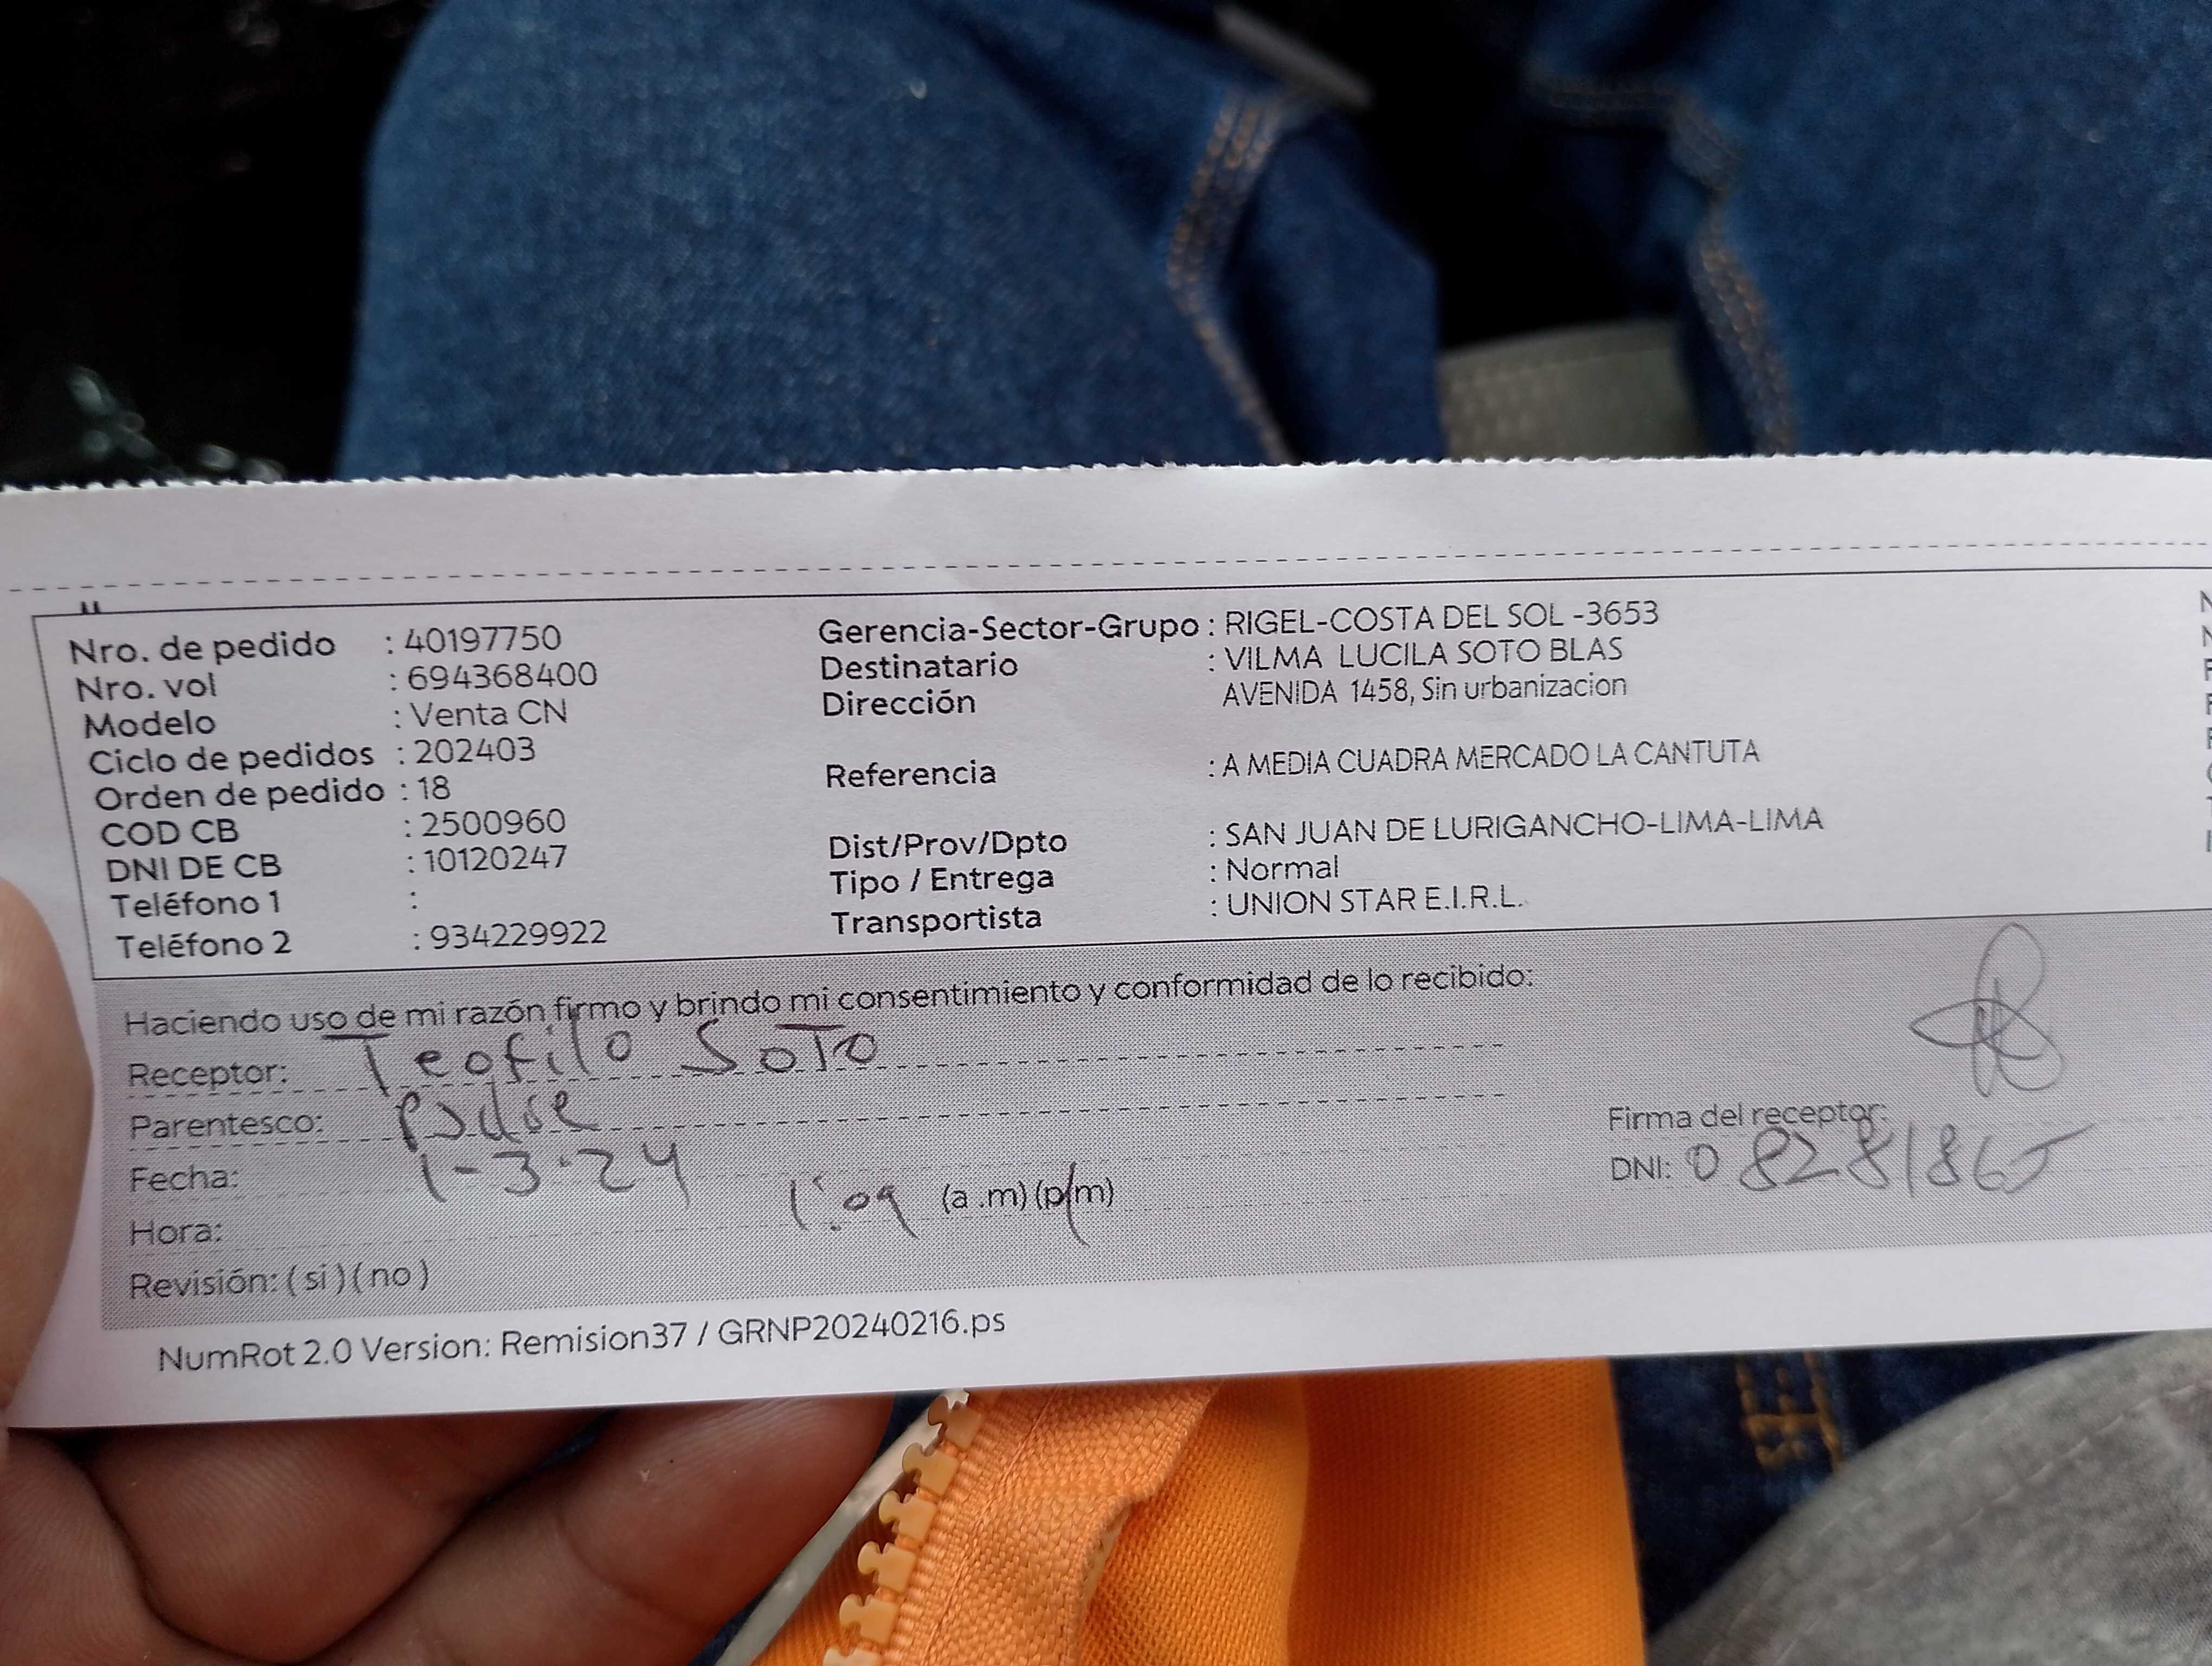 Nro. de pedido : 40197750
Nro. vol : 694368400
Modelo : Venta CN
Ciclo de pedidos : 202403
Orden de pedido : 18
COD CB : 2500960
DNI DE CB : 10120247
Teléfono 1 :
Teléfono 2 : 934229922
Gerencia-Sector-Grupo : RIGEL-COSTA DEL SOL -3653
Destinatario : VILMA LUCILA SOTO BLAS
Dirección AVENIDA 1458, Sin urbanizacion
Referencia : A MEDIA CUADRA MERCADO LA CANTUTA
Dist/Prov/Dpto : SAN JUAN DE LURIGANCHO-LIMA-LIMA
Tipo / Entrega : Normal
Transportista : UNION STAR E.I.R.L.
Haciendo uso de mi razón firmo y brindo mi consentimiento y conformidad de lo recibido:
Receptor: Teofilo SoTo
Parentesco: padre
Fecha: 1-3-24
Hora: 1:09 (a .m) (p/m)
Revisión: ( si ) ( no )
Firma del receptor:
DNI: 08281865
NumRot 2.0 Version: Remision37 / GRNP20240216.ps